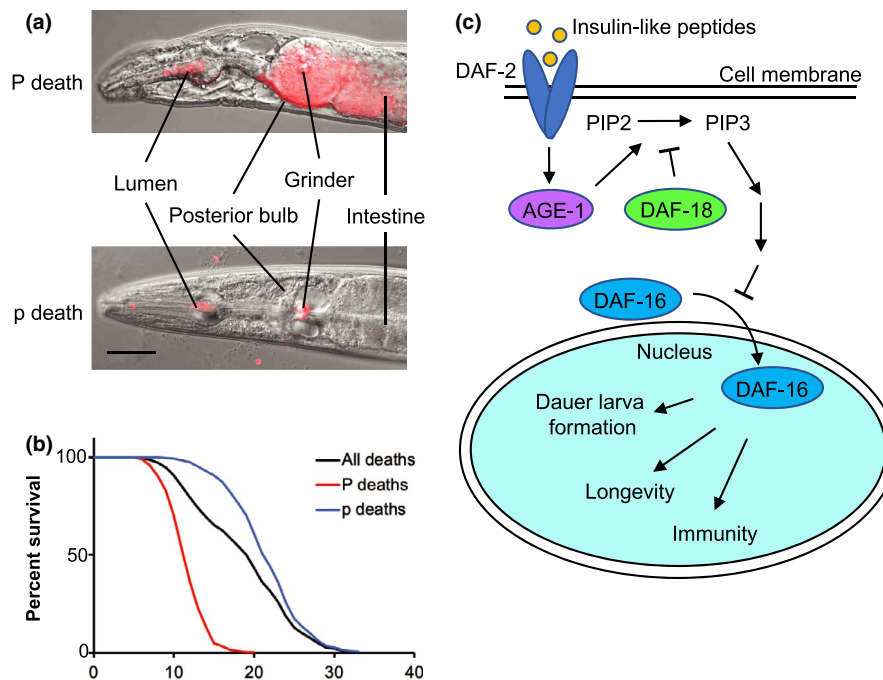 (a)
P death
Lumen
Grinder
Posterior bulb
Intestine
p death
(b)
100
50
0
Percent survival
0
10
20
30
40
All deaths
P deaths
p deaths
(c)
Insulin-like peptides
DAF-2
Cell membrane
PIP2
PIP3
AGE-1
DAF-18
DAF-16
Nucleus
DAF-16
Dauer larva
formation
Longevity
Immunity